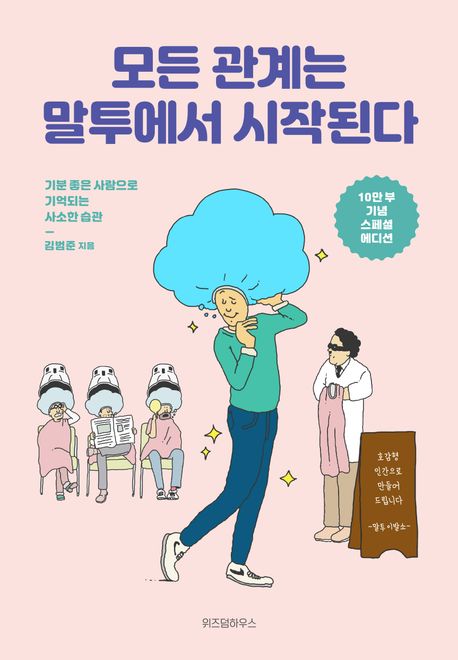 모든 관계는
말투에서 시작된다
기분 좋은 사람으로
기억되는
사소한 습관
–
김범준 지음
10만 부
기념
스페셜
에디션
호감형
인간으로
만들어
드립니다
-말투이발소-
위즈덤하우스